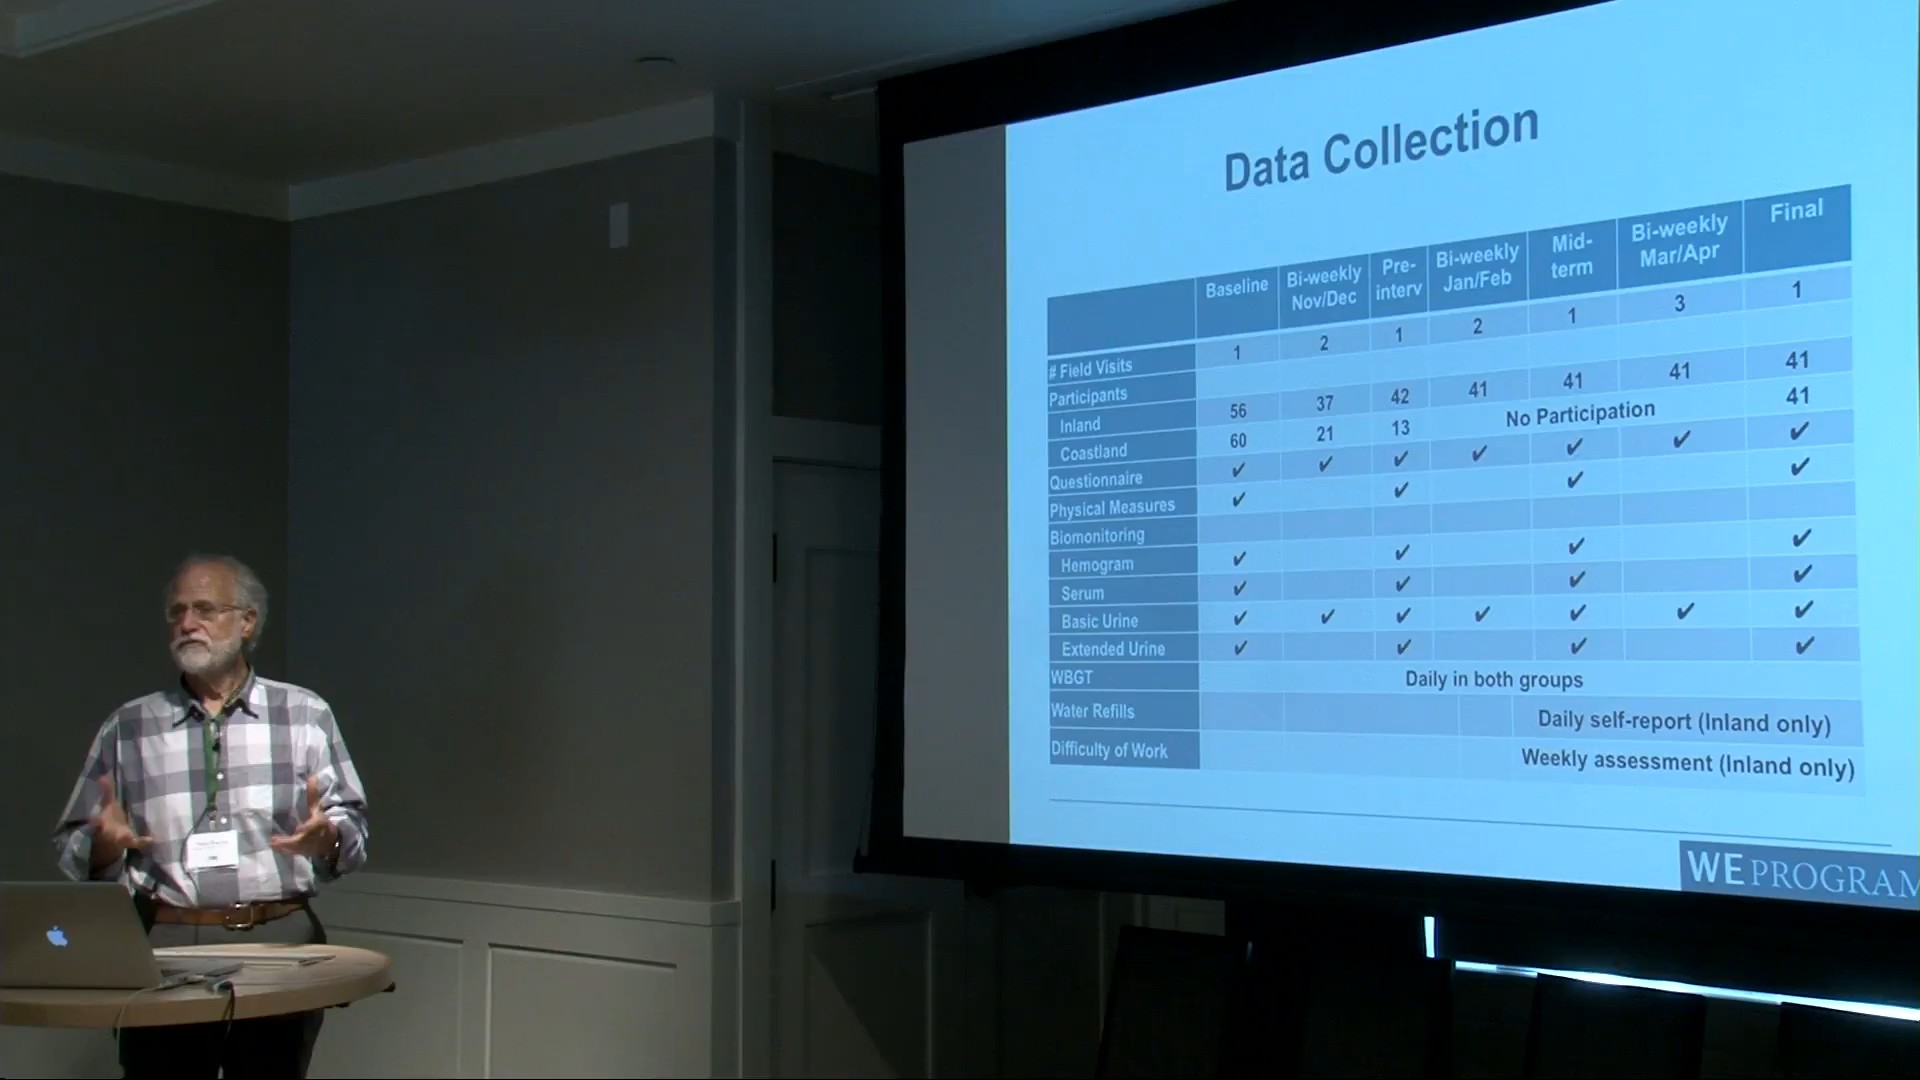 Data Collection
Baseline Bi-weekly Nov/Dec Pre-interv Bi-weekly Jan/Feb Mid-term Bi-weekly Mar/Apr Final
# Field Visits 1 2 1 2 1 3 1
Participants
Inland 56 37 42 41 41 41 41
Coastland 60 21 13 No Participation 41
Questionnaire ✔ ✔ ✔ ✔ ✔ ✔ ✔
Physical Measures ✔ ✔ ✔ ✔
Biomonitoring
Hemogram ✔ ✔ ✔ ✔
Serum ✔ ✔ ✔ ✔
Basic Urine ✔ ✔ ✔ ✔ ✔ ✔ ✔
Extended Urine ✔ ✔ ✔ ✔
WBGT Daily in both groups
Water Refills Daily self-report (Inland only)
Difficulty of Work Weekly assessment (Inland only)
WE PROGRAM